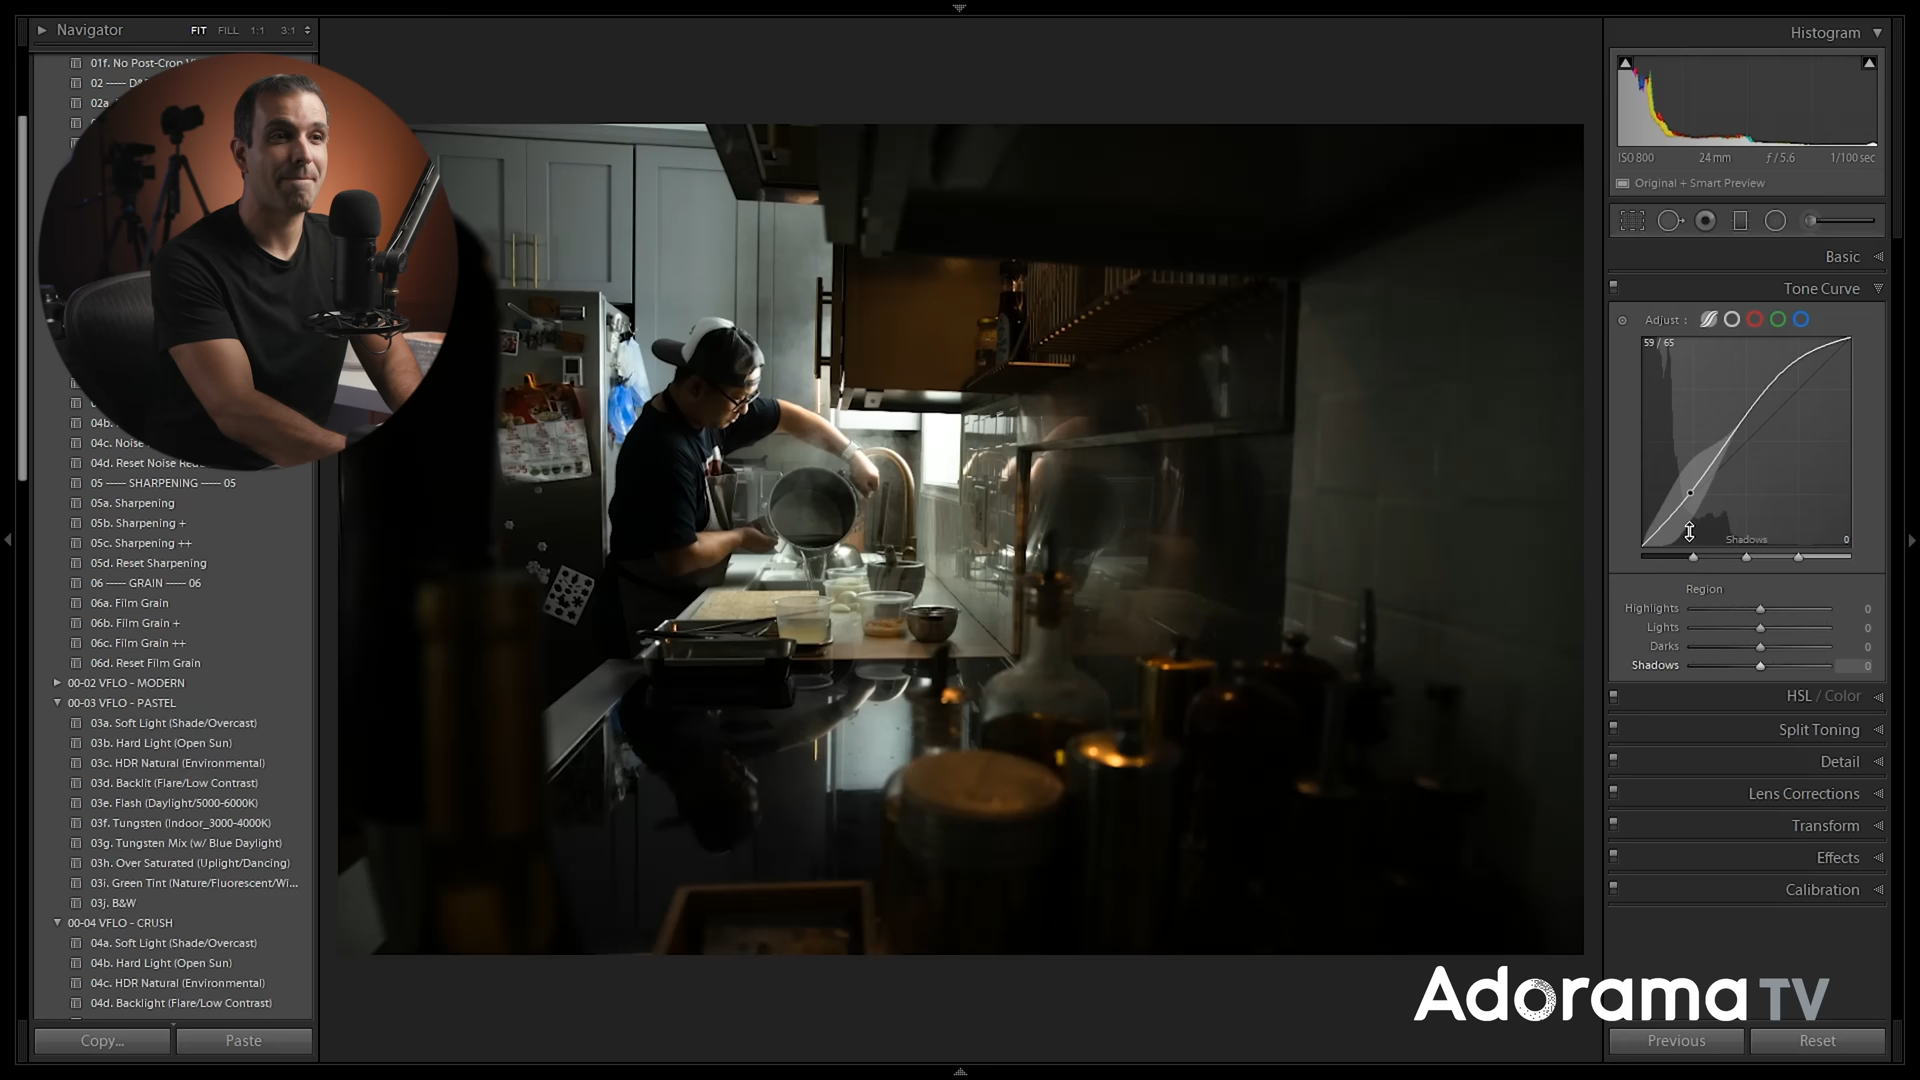 Navigator
FIT FILL 1:1 3:1
01f. No Post-Crop
02 ----- D&
02a.
04b.
04c. Noise
04d. Reset Noise
05 ----- SHARPENING ----- 05
05a. Sharpening
05b. Sharpening +
05c. Sharpening ++
05d. Reset Sharpening
06 ----- GRAIN ----- 06
06a. Film Grain
06b. Film Grain +
06c. Film Grain ++
06d. Reset Film Grain
00-02 VFLO - MODERN
00-03 VFLO - PASTEL
03a. Soft Light (Shade/Overcast)
03b. Hard Light (Open Sun)
03c. HDR Natural (Environmental)
03d. Backlit (Flare/Low Contrast)
03e. Flash (Daylight/5000-6000K)
03f. Tungsten (Indoor_3000-4000K)
03g. Tungsten Mix (w/ Blue Daylight)
03h. Over Saturated (Uplight/Dancing)
03i. Green Tint (Nature/Fluorescent/Wi...
03j. B&W
00-04 VFLO - CRUSH
04a. Soft Light (Shade/Overcast)
04b. Hard Light (Open Sun)
04c. HDR Natural (Environmental)
04d. Backlight (Flare/Low Contrast)
Copy...
Paste
Histogram
ISO 800 24 mm ƒ / 5.6 1/100 sec
Original + Smart Preview
Basic
Tone Curve
Adjust :
59 / 65
Shadows 0
Region
Highlights 0
Lights 0
Darks 0
Shadows 0
HSL / Color
Split Toning
Detail
Lens Corrections
Transform
Effects
Calibration
Adorama TV
Previous
Reset